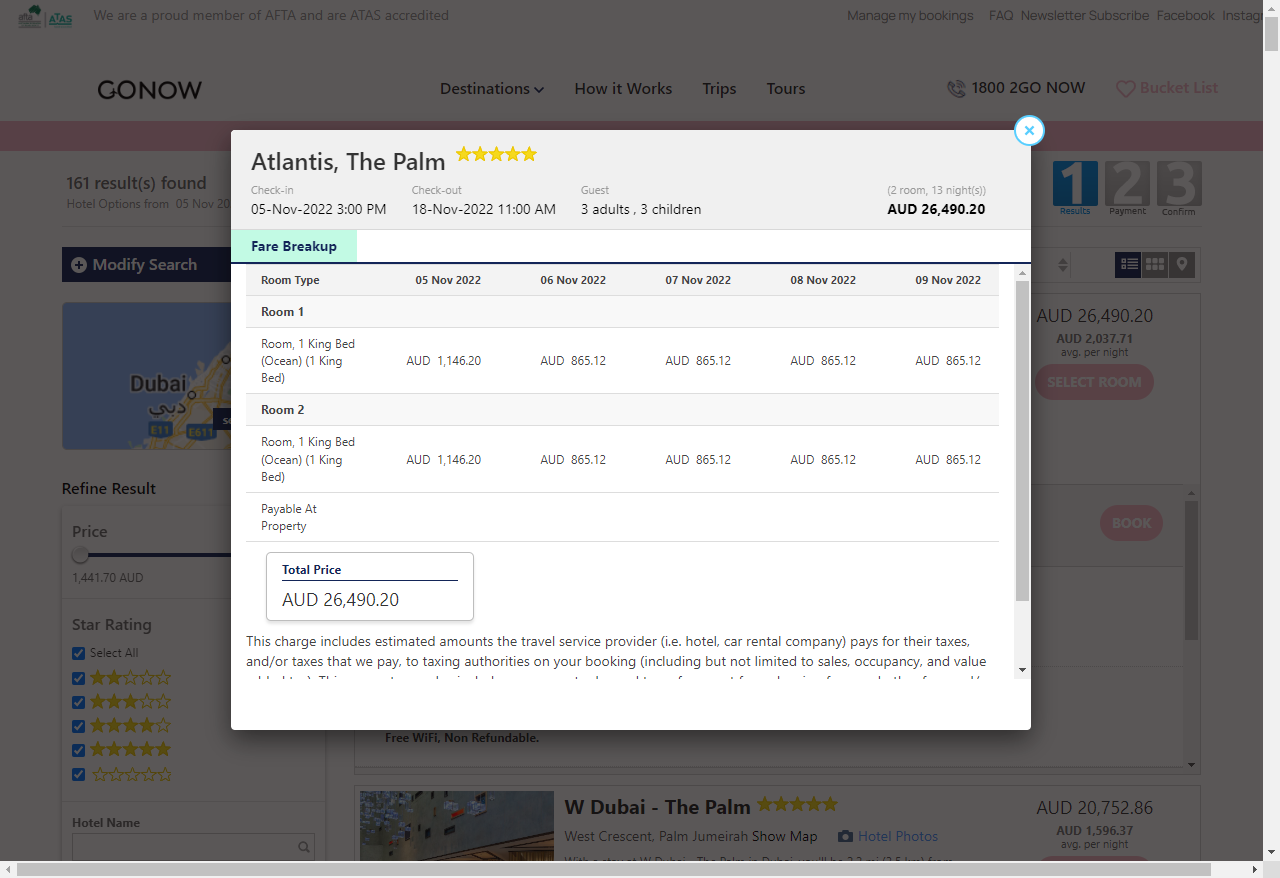 We are a proud member of AFTA and are ATAS accredited
Manage my bookings FAQ Newsletter Subscribe Facebook
ATAS
GONOW
Destinations How it Works Trips Tours
1800 2GO NOW
Bucket List
Atlantis, The Palm
Check-in Check-out Guest (2 room, 13 night(s))
05-Nov-2022 3:00 PM 18-Nov-2022 11:00 AM 3 adults , 3 children AUD 26,490.20
Fare Breakup
Room Type 05 Nov 2022 06 Nov 2022 07 Nov 2022 08 Nov 2022 09 Nov 2022
Room 1
Room, 1 King Bed
(Ocean) (1 King
Bed)
AUD 1,146.20 AUD 865.12 AUD 865.12 AUD 865.12 AUD 865.12
Room 2
Room, 1 King Bed
(Ocean) (1 King
Bed)
AUD 1,146.20 AUD 865.12 AUD 865.12 AUD 865.12 AUD 865.12
Payable At
Property
Total Price
AUD 26,490.20
This charge includes estimated amounts the travel service provider (i.e. hotel, car rental company) pays for their taxes,
and/or taxes that we pay, to taxing authorities on your booking (including but not limited to sales, occupancy, and value
161 result(s) found
Hotel Options from 05 Nov 20
1 2 3
Results Payment Confirm
Modify Search
Dubai
دبي
E11 E611
Refine Result
Price
1,441.70 AUD
Star Rating
Select All
Hotel Name
AUD 26,490.20
AUD 2,037.71
avg. per night
SELECT ROOM
BOOK
Free WiFi, Non Refundable.
W Dubai - The Palm
West Crescent, Palm Jumeirah Show Map Hotel Photos
AUD 20,752.86
AUD 1,596.37
avg. per night